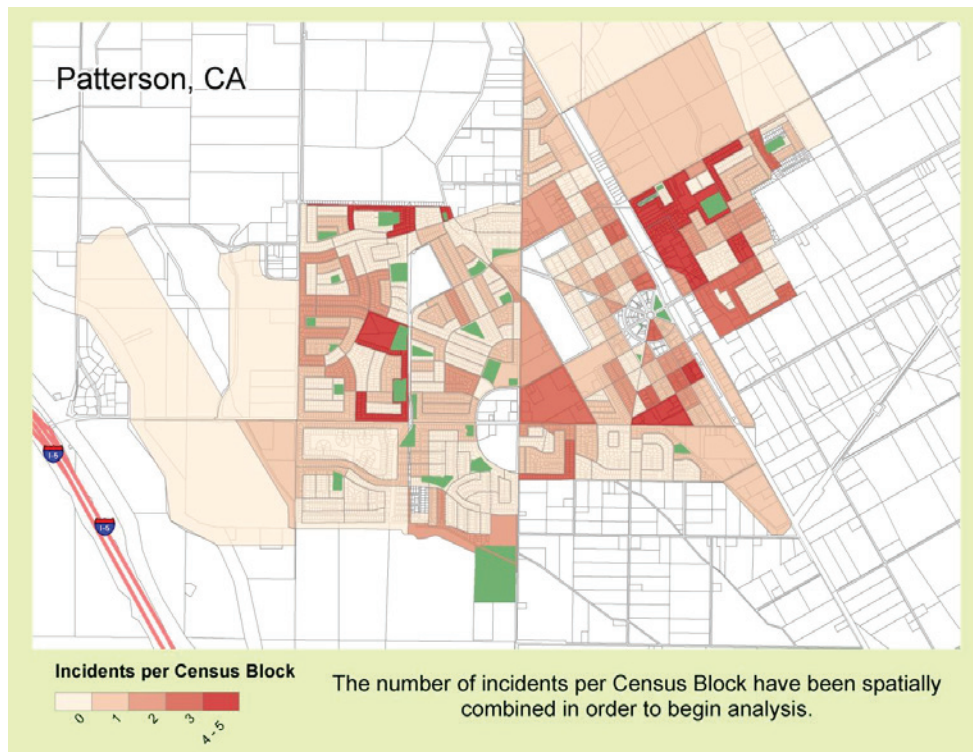 Patterson, CA
I-5
I-5
Incidents per Census Block
0
1
2
3
4 - 5
The number of incidents per Census Block have been spatially
combined in order to begin analysis.